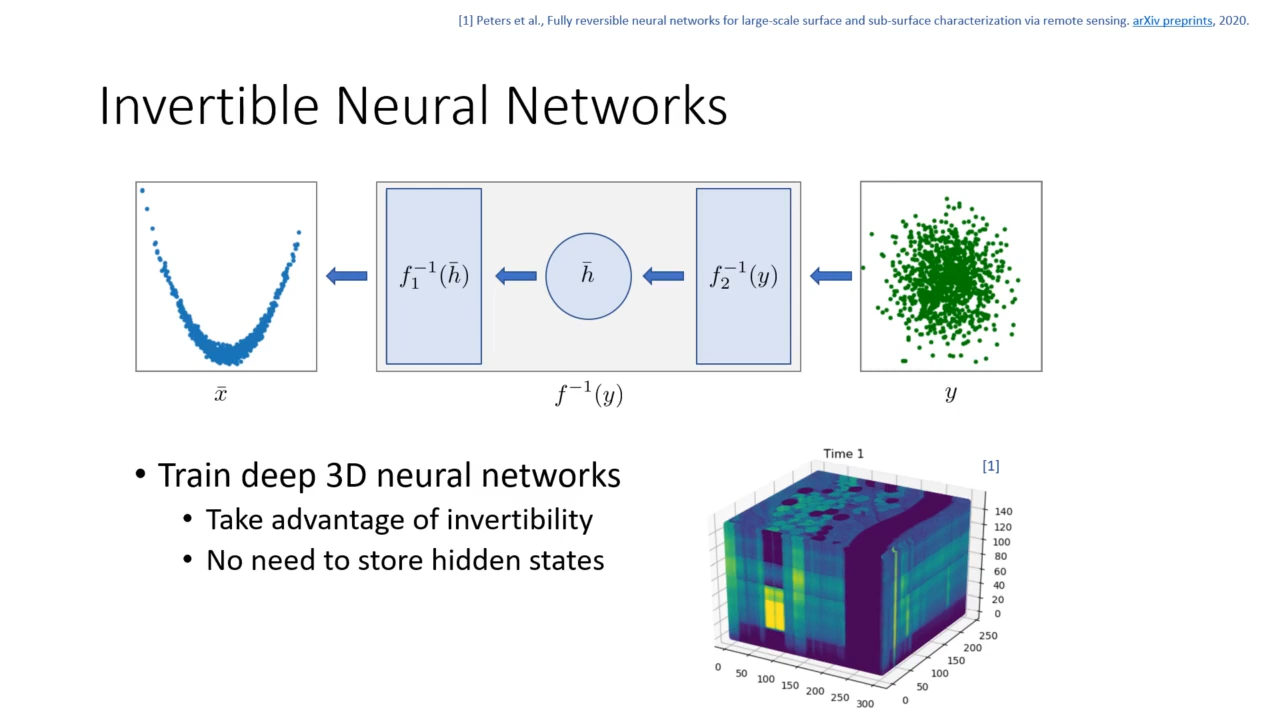 [1] Peters et al., Fully reversible neural networks for large-scale surface and sub-surface characterization via remote sensing. arXiv preprints, 2020.
Invertible Neural Networks
f₁⁻¹(h̄)
h̄
f₂⁻¹(y)
x̄
f⁻¹(y)
y
• Train deep 3D neural networks
• Take advantage of invertibility
• No need to store hidden states
Time 1
[1]
140
120
100
80
60
40
20
0
0
50
100
150
200
250
300
0
50
100
150
200
250